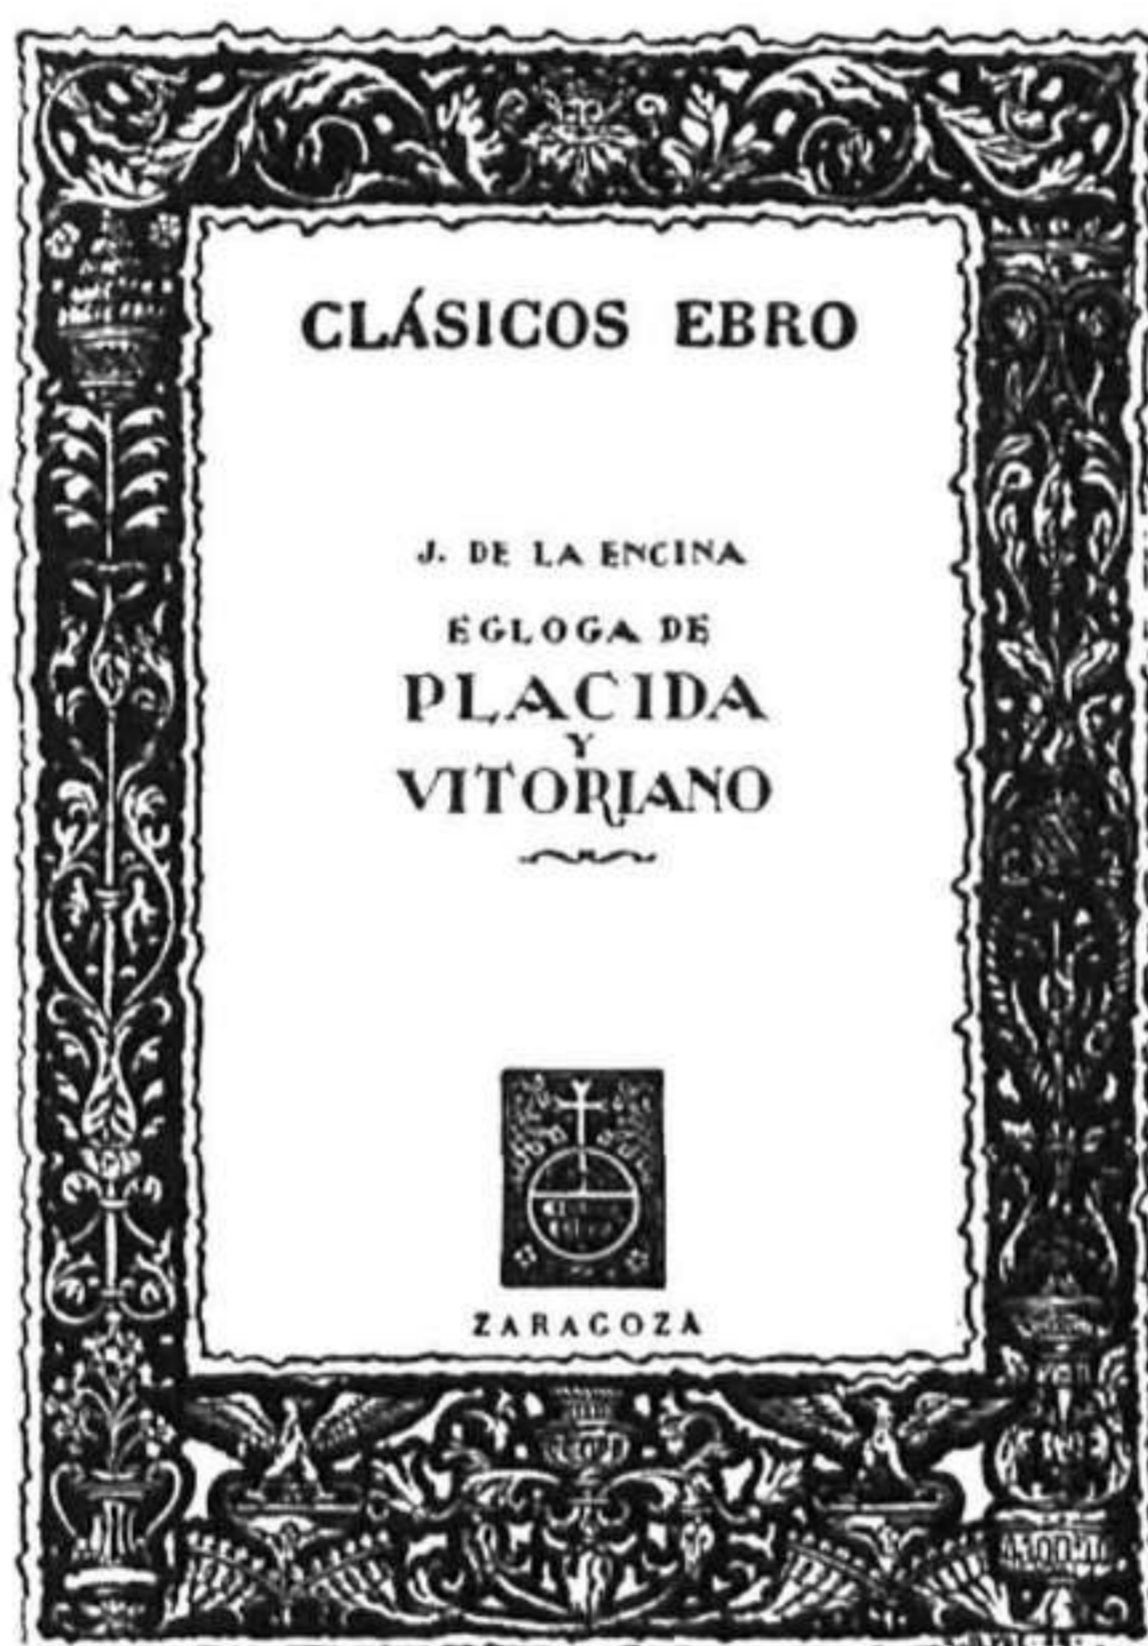 CLÁSICOS EBRO
J. DE LA ENCINA
EGLOGA DE
PLACIDA
Y
VITORIANO
ZARAGOZA